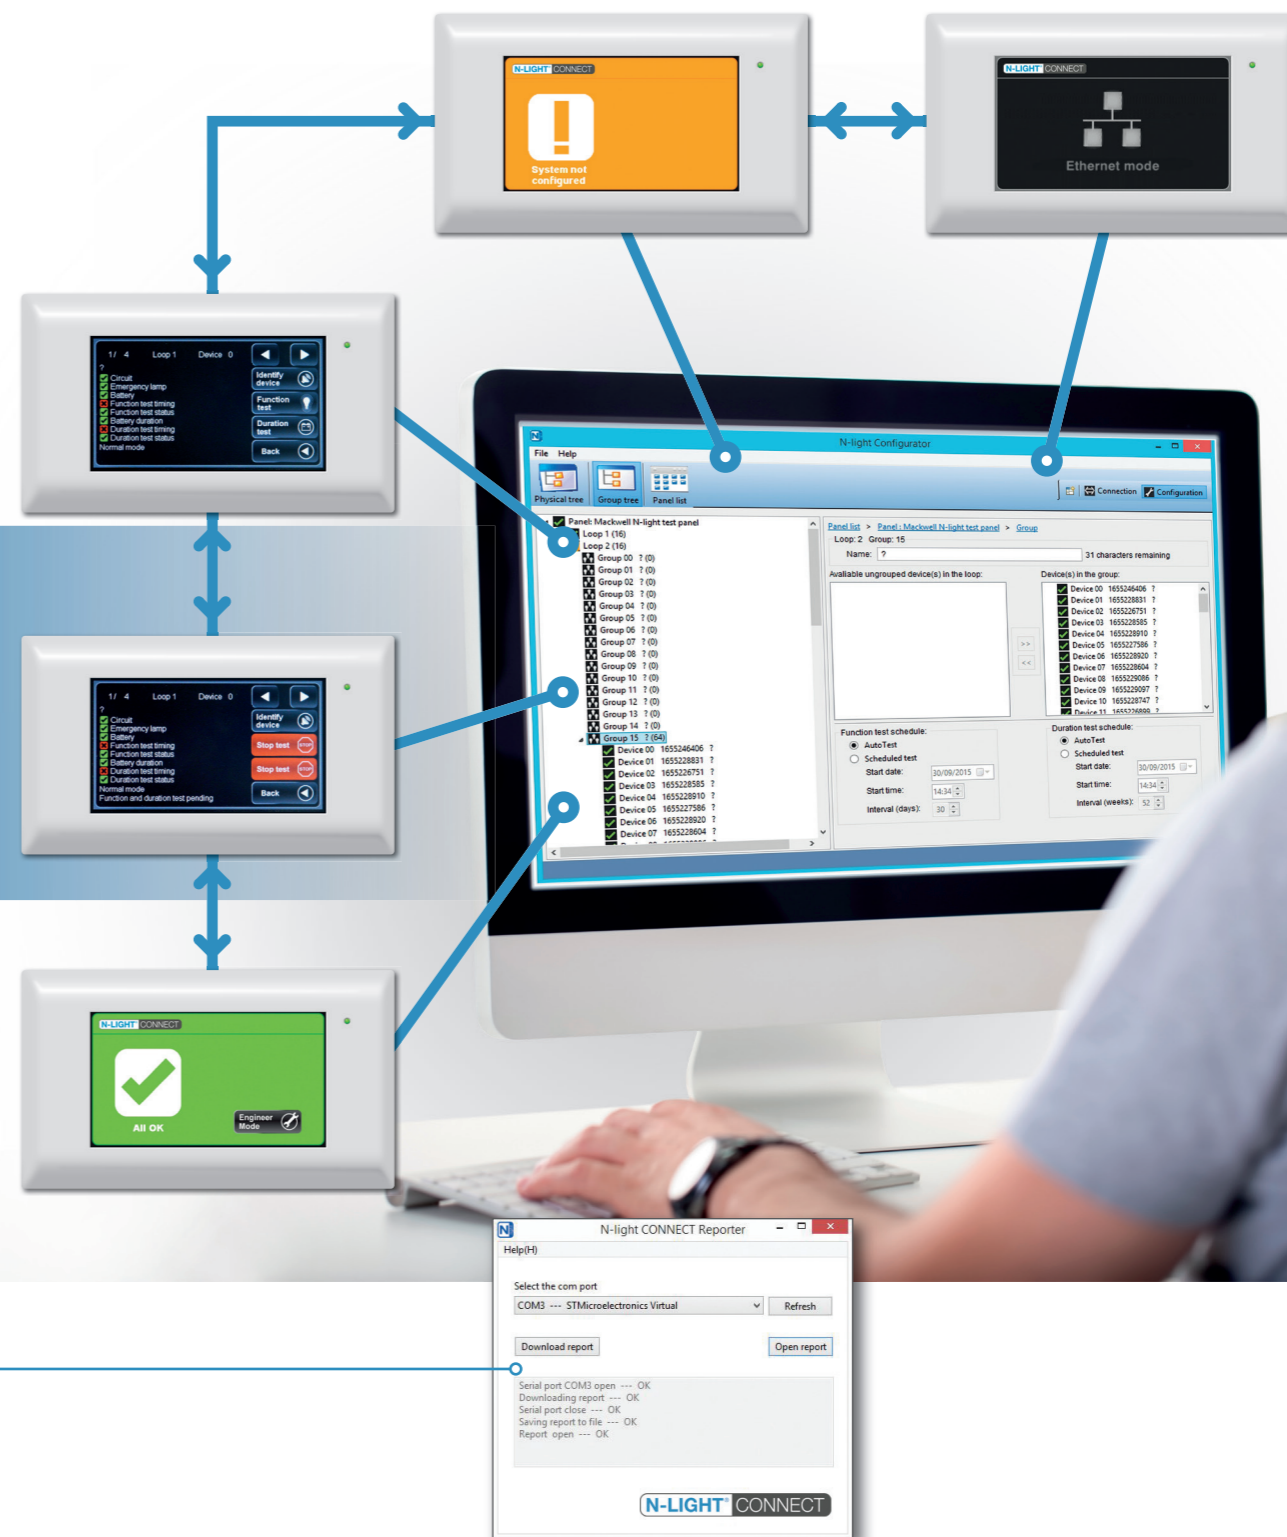 N-LIGHT™ CONNECT
System not
configured
N-LIGHT™ CONNECT
Ethernet mode
1/ 4 Loop 1 Device 0
?
Circuit
Emergency lamp
Battery
Function test timing
Function test status
Battery duration
Duration test timing
Duration test status
Normal mode
Identify
device
Function
test
Duration
test
Back
1/ 4 Loop 1 Device 0
?
Circuit
Emergency lamp
Battery
Function test timing
Function test status
Battery duration
Duration test timing
Duration test status
Normal mode
Function and duration test pending
Identify
device
Stop test STOP
Stop test STOP
Back
N-LIGHT™ CONNECT
All OK
Engineer
Mode
N-light Configurator
File Help
Physical tree Group tree Panel list
Connection Configuration
Panel: Mackwell N-light test panel
Loop 1 (16)
Loop 2 (16)
Group 00 ? (0)
Group 01 ? (0)
Group 02 ? (0)
Group 03 ? (0)
Group 04 ? (0)
Group 05 ? (0)
Group 06 ? (0)
Group 07 ? (0)
Group 08 ? (0)
Group 09 ? (0)
Group 10 ? (0)
Group 11 ? (0)
Group 12 ? (0)
Group 13 ? (0)
Group 14 ? (0)
Group 15 ? (64)
Device 00 1655246406 ?
Device 01 1655228831 ?
Device 02 1655226751 ?
Device 03 1655228585 ?
Device 04 1655228910 ?
Device 05 1655227586 ?
Device 06 1655228920 ?
Device 07 1655228604 ?
Panel list > Panel : Mackwell N-light test panel > Group
Loop: 2 Group: 15
Name: ? 31 characters remaining
Available ungrouped device(s) in the loop:
>>
<<
Device(s) in the group:
Device 00 1655246406 ?
Device 01 1655228831 ?
Device 02 1655226751 ?
Device 03 1655228585 ?
Device 04 1655228910 ?
Device 05 1655227586 ?
Device 06 1655228920 ?
Device 07 1655228604 ?
Device 08 1655229086 ?
Device 09 1655229097 ?
Device 10 1655228747 ?
Device 11 1655226899 ?
Function test schedule:
AutoTest
Scheduled test
Start date: 30/09/2015
Start time: 14:34
Interval (days): 30
Duration test schedule:
AutoTest
Scheduled test
Start date: 30/09/2015
Start time: 14:34
Interval (weeks): 52
N-light CONNECT Reporter
Help(H)
Select the com port
COM3 --- STMicroelectronics Virtual
Refresh
Download report
Open report
Serial port COM3 open --- OK
Downloading report --- OK
Serial port close --- OK
Saving report to file --- OK
Report open --- OK
N-LIGHT® CONNECT